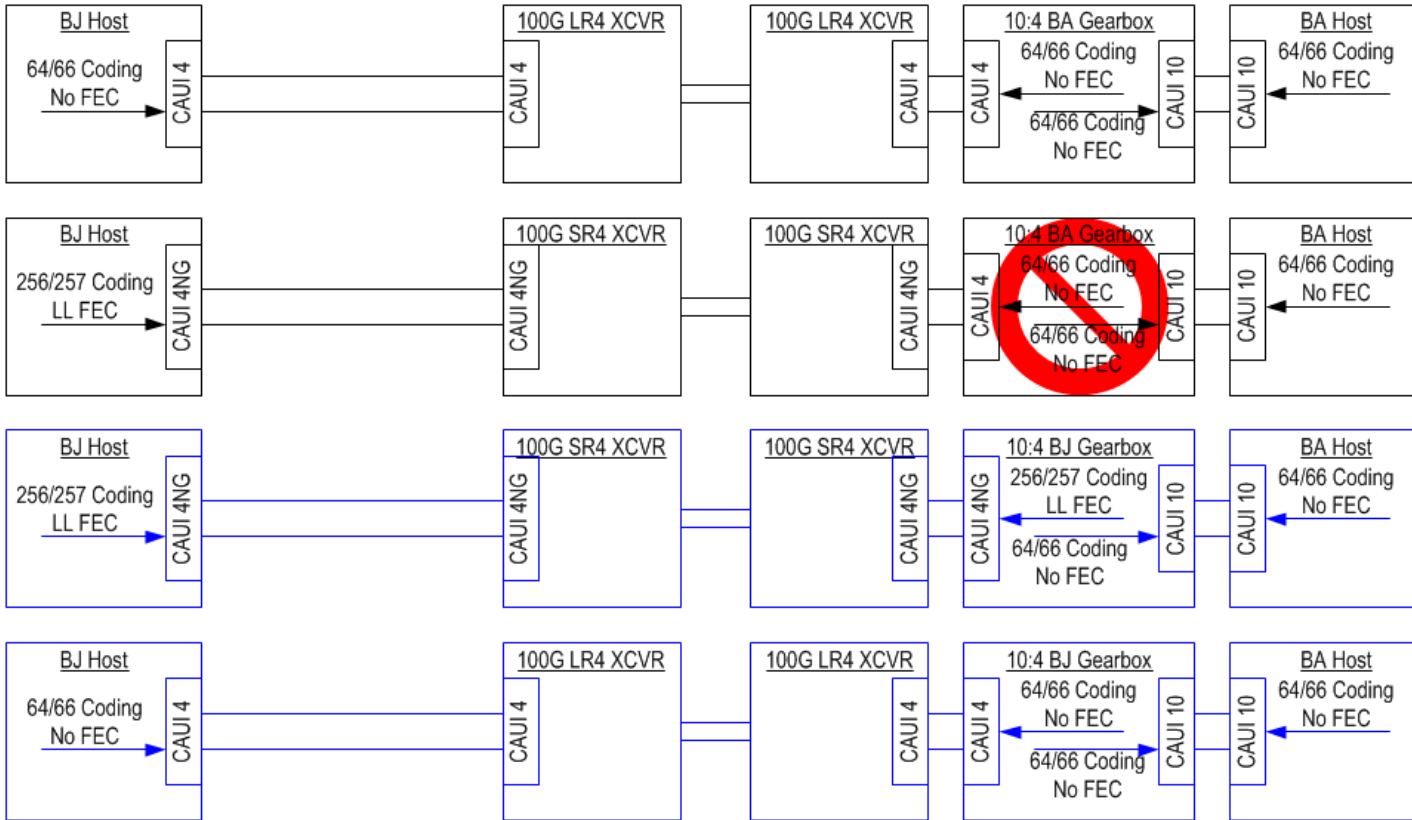 BJ Host
64/66 Coding
No FEC
CAUI 4
100G LR4 XCVR
CAUI 4
100G LR4 XCVR
CAUI 4
10:4 BA Gearbox
CAUI 4
64/66 Coding
No FEC
64/66 Coding
No FEC
CAUI 10
BA Host
CAUI 10
64/66 Coding
No FEC
BJ Host
256/257 Coding
LL FEC
CAUI 4NG
100G SR4 XCVR
CAUI 4NG
100G SR4 XCVR
CAUI 4NG
10:4 BA Gearbox
CAUI 4
64/66 Coding
No FEC
64/66 Coding
No FEC
CAUI 10
BA Host
CAUI 10
64/66 Coding
No FEC
BJ Host
256/257 Coding
LL FEC
CAUI 4NG
100G SR4 XCVR
CAUI 4NG
100G SR4 XCVR
CAUI 4NG
10:4 BJ Gearbox
CAUI 4NG
256/257 Coding
LL FEC
64/66 Coding
No FEC
CAUI 10
BA Host
CAUI 10
64/66 Coding
No FEC
BJ Host
64/66 Coding
No FEC
CAUI 4
100G LR4 XCVR
CAUI 4
100G LR4 XCVR
CAUI 4
10:4 BJ Gearbox
CAUI 4
64/66 Coding
No FEC
64/66 Coding
No FEC
CAUI 10
BA Host
CAUI 10
64/66 Coding
No FEC